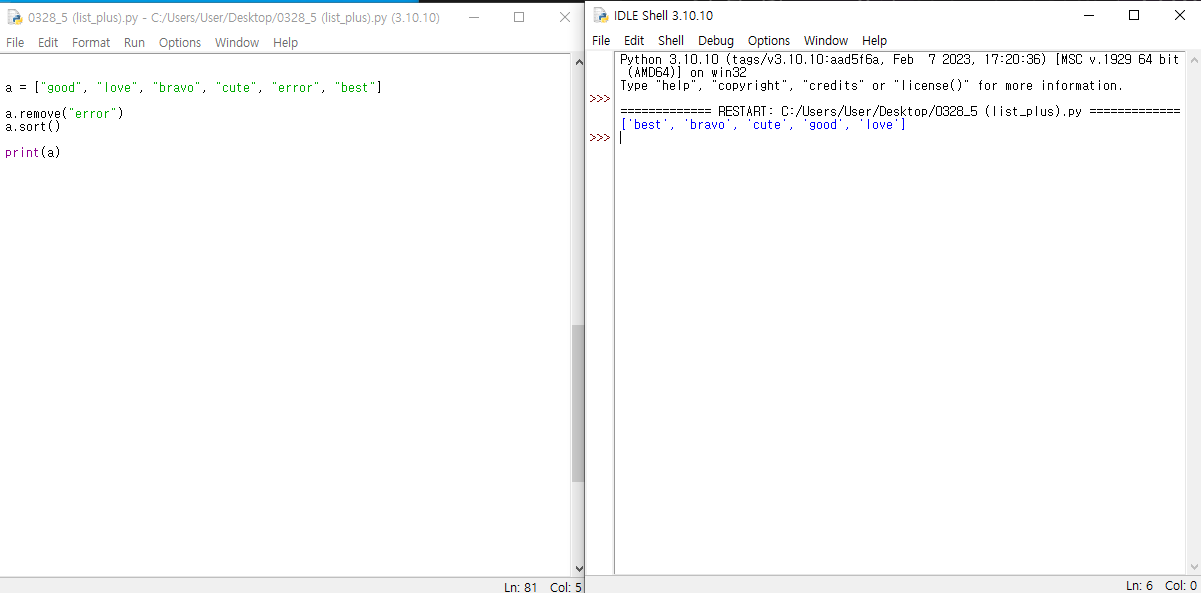 0328_5 (list_plus).py - C:/Users/User/Desktop/0328_5 (list_plus).py (3.10.10)
File Edit Format Run Options Window Help
a = ["good", "love", "bravo", "cute", "error", "best"]
a.remove("error")
a.sort()
print(a)
Ln: 81 Col: 5
IDLE Shell 3.10.10
File Edit Shell Debug Options Window Help
Python 3.10.10 (tags/v3.10.10:aad5f6a, Feb  7 2023, 17:20:36) [MSC v.1929 64 bit
(AMD64)] on win32
Type "help", "copyright", "credits" or "license()" for more information.
>>>
============= RESTART: C:/Users/User/Desktop/0328_5 (list_plus).py =============
['best', 'bravo', 'cute', 'good', 'love']
>>>
Ln: 6 Col: 0